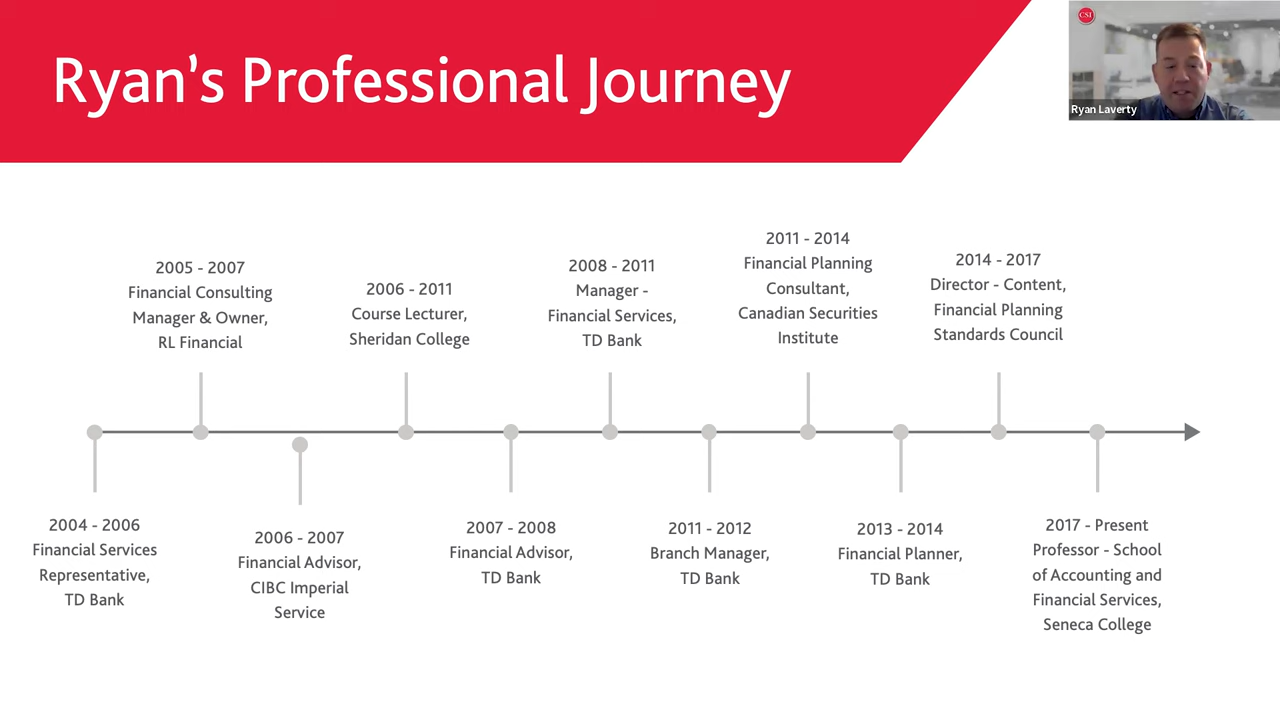 Ryan's Professional Journey
CSI
Ryan Laverty
2005 - 2007
Financial Consulting
Manager & Owner,
RL Financial
2006 - 2011
Course Lecturer,
Sheridan College
2008 - 2011
Manager -
Financial Services,
TD Bank
2011 - 2014
Financial Planning
Consultant,
Canadian Securities
Institute
2014 - 2017
Director - Content,
Financial Planning
Standards Council
2004 - 2006
Financial Services
Representative,
TD Bank
2006 - 2007
Financial Advisor,
CIBC Imperial
Service
2007 - 2008
Financial Advisor,
TD Bank
2011 - 2012
Branch Manager,
TD Bank
2013 - 2014
Financial Planner,
TD Bank
2017 - Present
Professor - School
of Accounting and
Financial Services,
Seneca College